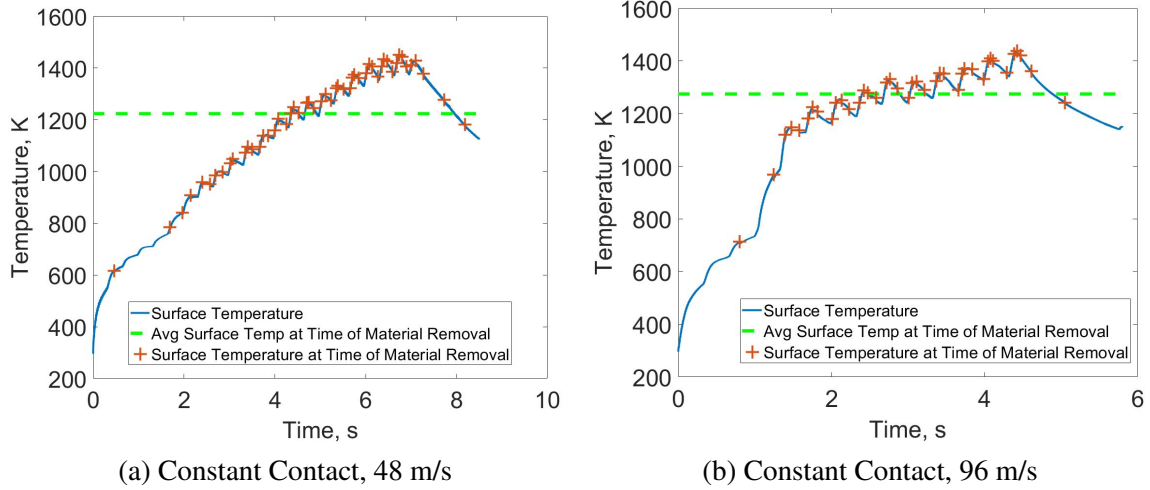 1600
1400
1200
1000
800
600
400
200
Temperature, K
0
2
4
6
8
10
Time, s
Surface Temperature
Avg Surface Temp at Time of Material Removal
Surface Temperature at Time of Material Removal
(a) Constant Contact, 48 m/s
1600
1400
1200
1000
800
600
400
200
Temperature, K
0
2
4
6
Time, s
Surface Temperature
Avg Surface Temp at Time of Material Removal
Surface Temperature at Time of Material Removal
(b) Constant Contact, 96 m/s